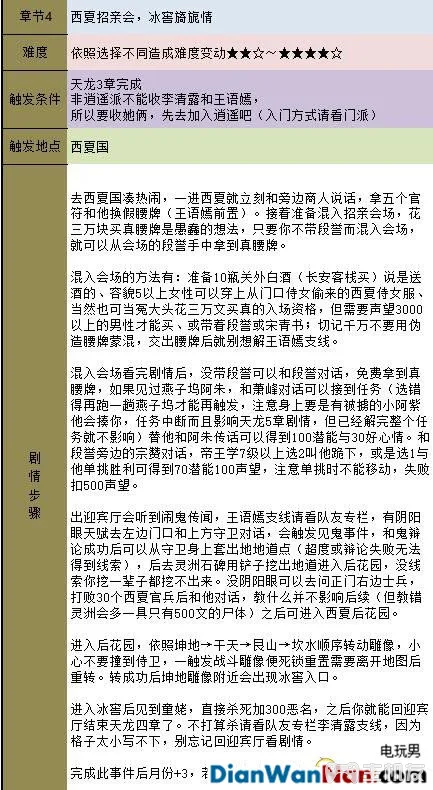 章节4
西夏招亲会，冰窖旖旎情
难度
依照选择不同造成难度变动★★☆～★★★★☆
触发条件
天龙3章完成
非逍遥派不能收李清露和王语嫣，
所以要收她俩，先去加入逍遥吧（入门方式请看门派）
触发地点
西夏国
剧情步骤
去西夏国凑热闹，一进西夏就立刻和旁边商人说话，拿五个官
符和他换假腰牌（王语嫣前置）。接着准备混入招亲会场，花
三万块买真腰牌是愚蠢的想法，只要你不带段誉而混入会场，
就可以从会场的段誉手中拿到真腰牌。
混入会场的方法有：准备10瓶关外白酒（长安客栈买）说是送
酒的、容貌5以上女性可以穿上从门口侍女偷来的西夏侍女服、
当然也可当冤大头花三万文买真的入场资格，但需要声望3000
以上的男性才能买、或带着段誉或宋青书；切记千万不要用伪
造腰牌蒙混，交出腰牌后就别想解王语嫣支线。
混入会场看完剧情后，没带段誉可以和段誉对话，免费拿到真
腰牌，如果见过燕子坞阿朱，和萧峰对话可以接到任务（选错
得再跑一趟燕子坞才能再触发，注意身上要是有被掳的小阿紫
他会揍你，任务中断而且影响天龙5章剧情，但已经解完整个任
务就不影响）替他和阿朱传话可以得到100潜能与30好心情。和
段誉旁边的宗赞对话，帝王学7级以上选2叫他跪下，或是选1与
他单挑胜利可得到70潜能100声望，注意单挑时不能移动，失败
扣500声望。
出迎宾厅会听到闹鬼传闻，王语嫣支线请看队友专栏，有阴阳
眼天赋去左边门口和上方守卫对话，会触发见鬼事件，和鬼辩
论成功后可以从守卫身上套出地地道点（超度或辩论失败无法
得到线索），后去灵洲石碑用铲子挖出地道进入后花园，没线
索你挖一辈子都挖不出来。没阴阳眼可以去问正门右边士兵，
打败30个西夏官兵后和他对话，教什么并不影响后续（但教错
灵洲会多一具只有500文的尸体）之后可进入西夏后花园。
进入后花园，依照坤地→干天→艮山→坎水顺序转动雕像，小
心不要撞到侍卫，一触发战斗雕像便死锁重置需要离开地图后
重转。转成功后坤地雕像附近会出现冰窖入口。
进入冰窖后见到童姥，直接杀死加300恶名，之后你就能回迎宾
厅结束天龙四章了。不打算杀请看队友专栏李清露支线，因为
格子太小写不下，别忘记回迎宾厅看剧情。
完成此事件后月份+3，
电玩男
DianWanNan.com